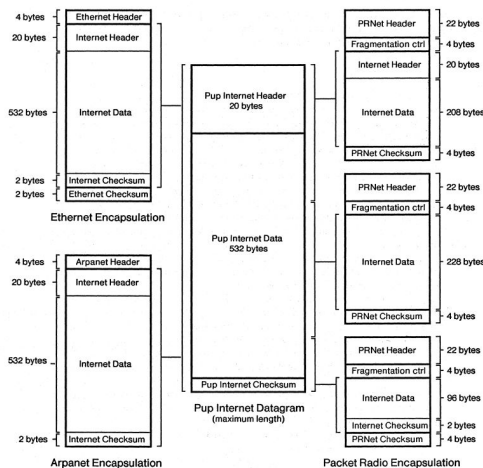 4 bytes
Ethernet Header
20 bytes
Internet Header
532 bytes
Internet Data
2 bytes
Internet Checksum
2 bytes
Ethernet Checksum
Ethernet Encapsulation
4 bytes
Arpanet Header
20 bytes
Internet Header
532 bytes
Internet Data
2 bytes
Internet Checksum
Arpanet Encapsulation
Pup Internet Header
20 bytes
Pup Internet Data
532 bytes
Pup Internet Checksum
Pup Internet Datagram
(maximum length)
PRNet Header
22 bytes
Fragmentation ctrl
4 bytes
Internet Header
20 bytes
Internet Data
208 bytes
PRNet Checksum
4 bytes
PRNet Header
22 bytes
Fragmentation ctrl
4 bytes
Internet Data
228 bytes
PRNet Checksum
4 bytes
PRNet Header
22 bytes
Fragmentation ctrl
4 bytes
Internet Data
96 bytes
Internet Checksum
2 bytes
PRNet Checksum
4 bytes
Packet Radio Encapsulation